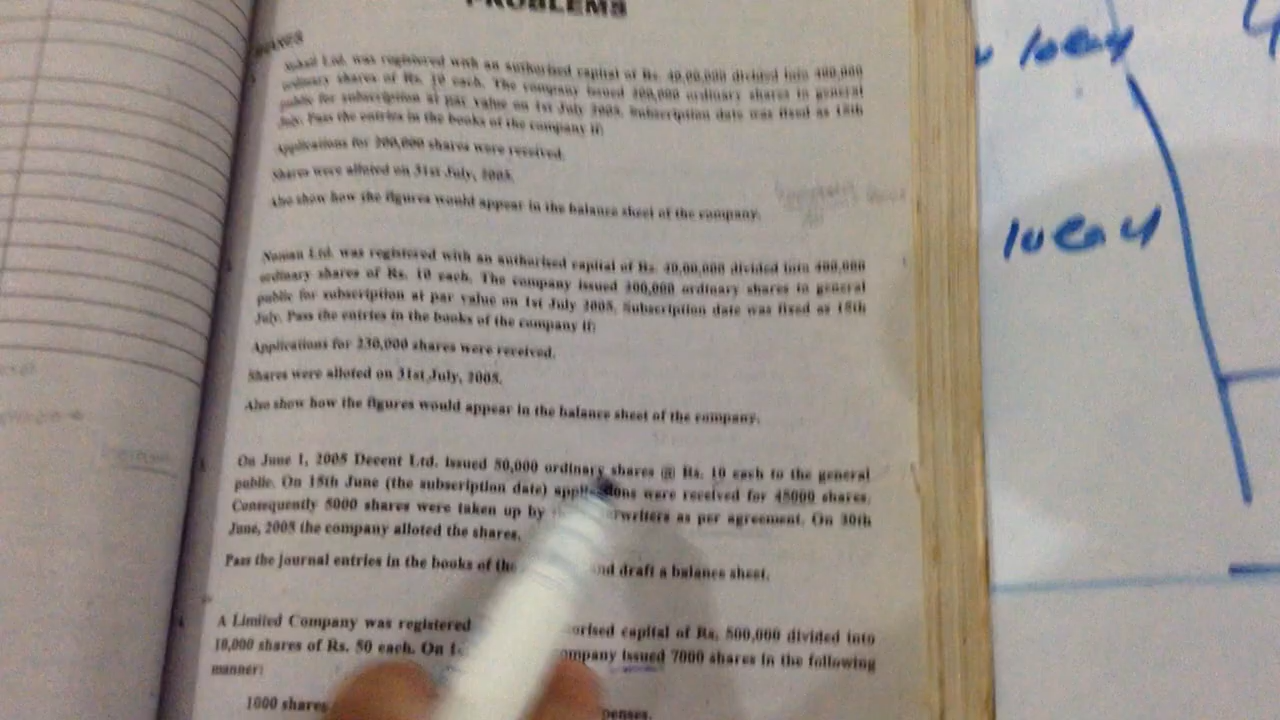 PROBLEMS
SHARES
Ltd. was registered with an authorised capital of Rs. 40,00,000 divided into 400,000
ordinary shares of Rs. 10 each. The company issued 200,000 ordinary shares to general
public for subscription at par value on 1st July 2005. Subscription date was fixed as 15th
July. Pass the entries in the books of the company if:
Applications for 200,000 shares were received.
Shares were alloted on 31st July, 2005.
Also show how the figures would appear in the balance sheet of the company.
Noman Ltd. was registered with an authorised capital of Rs. 40,00,000 divided into 400,000
ordinary shares of Rs. 10 each. The company issued 200,000 ordinary shares to general
public for subscription at par value on 1st July 2005. Subscription date was fixed as 15th
July. Pass the entries in the books of the company if:
Applications for 230,000 shares were received.
Shares were alloted on 31st July, 2005.
Also show how the figures would appear in the balance sheet of the company.
On June 1, 2005 Decent Ltd. issued 50,000 ordinary shares @ Rs. 10 each to the general
public. On 15th June (the subscription date) were received for 45000 shares.
Consequently 5000 shares were taken up by as per agreement. On 30th
June, 2005 the company alloted the shares.
Pass the journal entries in the books of the and draft a balance sheet.
A Limited Company was registered capital of Rs. 500,000 divided into
10,000 shares of Rs. 50 each. On issued 7000 shares in the following
manner:
1000 shares